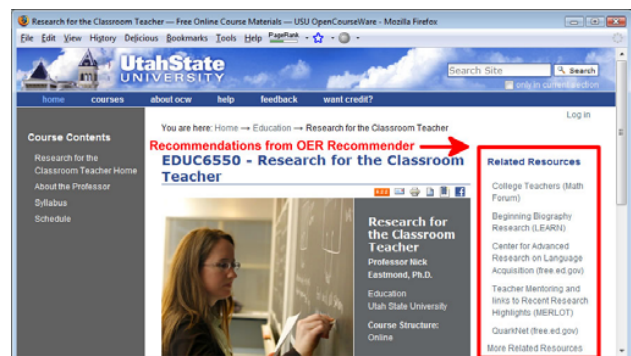 Research for the Classroom Teacher — Free Online Course Materials — USU OpenCourseWare - Mozilla Firefox
File Edit View History Delicious Bookmarks Tools Help PageRank
UtahState
UNIVERSITY
Search Site
Search
only in current section
home courses about ocw help feedback want credit?
Log in
You are here: Home → Education → Research for the Classroom Teacher
Recommendations from OER Recommender
Course Contents
Research for the
Classroom Teacher Home
About the Professor
Syllabus
Schedule
EDUC6550 - Research for the Classroom
Teacher
Research for
the Classroom
Teacher
Professor Nick
Eastmond, Ph.D.
Education
Utah State University
Course Structure:
Online
Related Resources
College Teachers (Math
Forum)
Beginning Biography
Research (LEARN)
Center for Advanced
Research on Language
Acquisition (free.ed.gov)
Teacher Mentoring and
links to Recent Research
Highlights (MERLOT)
QuarkNet (free.ed.gov)
More Related Resources